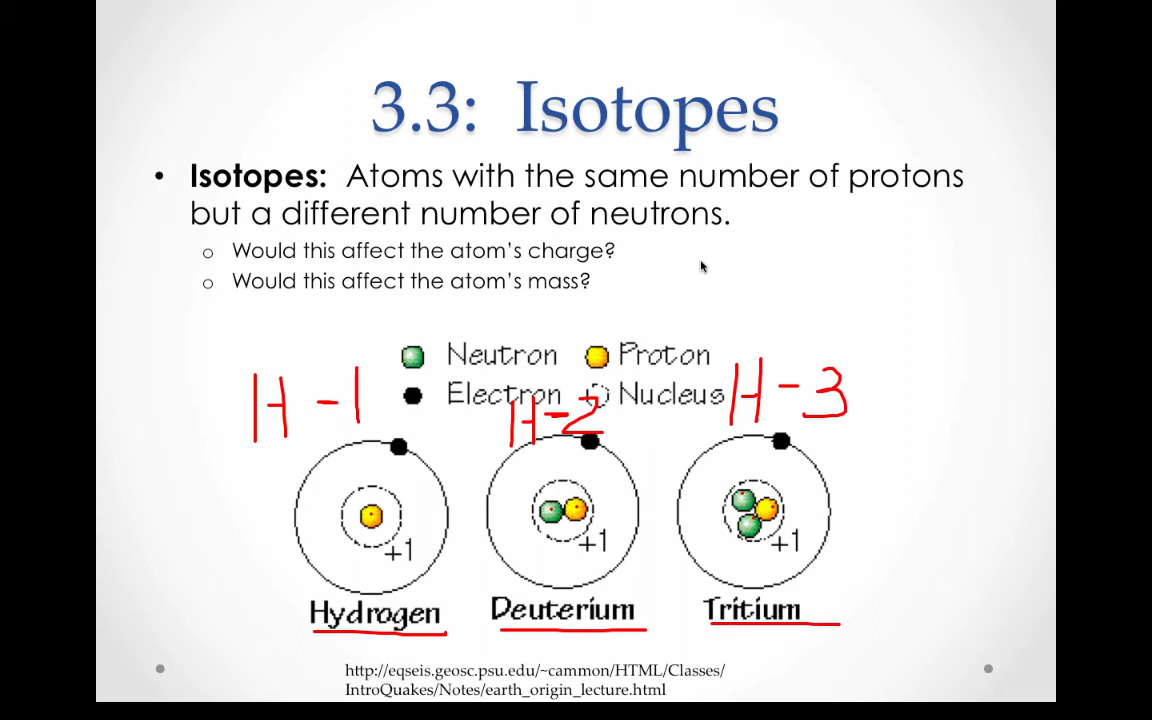 3.3: Isotopes
• Isotopes: Atoms with the same number of protons
but a different number of neutrons.
o Would this affect the atom's charge?
o Would this affect the atom's mass?
Neutron Proton
Electron Nucleus
H-1 H-2 H-3
+1 +1 +1
Hydrogen Deuterium Tritium
http://eqseis.geosc.psu.edu/~cammon/HTML/Classes/
IntroQuakes/Notes/earth_origin_lecture.html